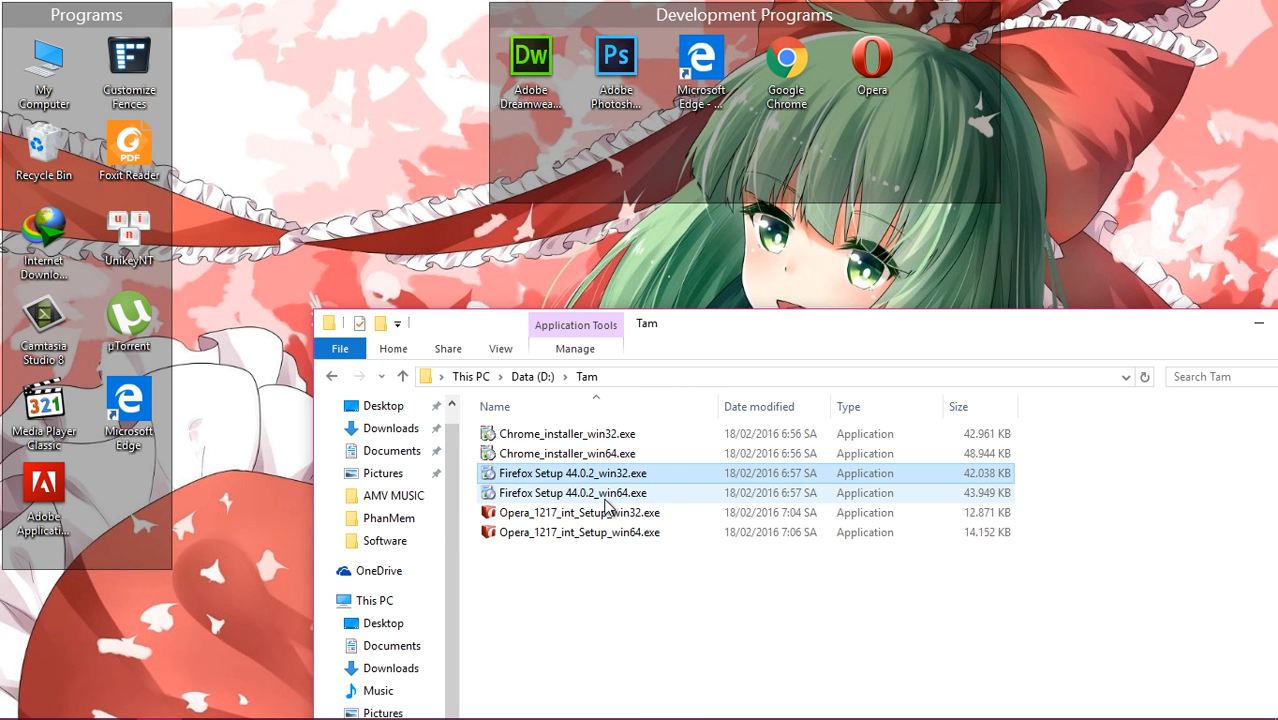 Programs
My
Computer
Customize
Fences
Recycle Bin
PDF
Foxit Reader
Internet
Downlo...
u i
n
UnikeyNT
Camtasia
Studio 8
µTorrent
321
Media Player
Classic
Microsoft
Edge
Adobe
Applicati...
Development Programs
Dw
Adobe
Dreamwea...
Ps
Adobe
Photosh...
Microsoft
Edge - ...
Google
Chrome
Opera
Application Tools
Tam
File
Home
Share
View
Manage
This PC
Data (D:)
Tam
Search Tam
Desktop
Downloads
Documents
Pictures
AMV MUSIC
PhanMem
Software
OneDrive
This PC
Desktop
Documents
Downloads
Music
Pictures
Name Date modified Type Size
Chrome_installer_win32.exe 18/02/2016 6:56 SA Application 42.961 KB
Chrome_installer_win64.exe 18/02/2016 6:56 SA Application 48.944 KB
Firefox Setup 44.0.2_win32.exe 18/02/2016 6:57 SA Application 42.038 KB
Firefox Setup 44.0.2_win64.exe 18/02/2016 6:57 SA Application 43.949 KB
Opera_1217_int_Setup_win32.exe 18/02/2016 7:04 SA Application 12.871 KB
Opera_1217_int_Setup_win64.exe 18/02/2016 7:06 SA Application 14.152 KB